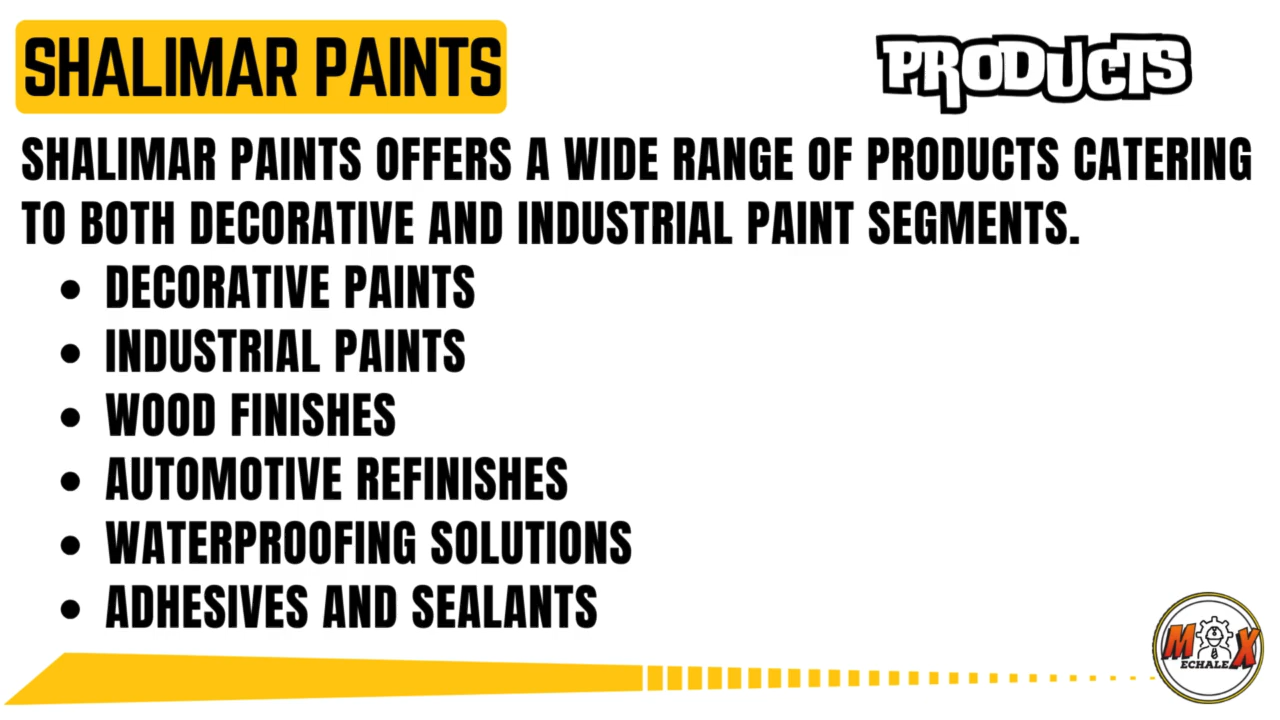 SHALIMAR PAINTS
PRODUCTS
SHALIMAR PAINTS OFFERS A WIDE RANGE OF PRODUCTS CATERING
TO BOTH DECORATIVE AND INDUSTRIAL PAINT SEGMENTS.
• DECORATIVE PAINTS
• INDUSTRIAL PAINTS
• WOOD FINISHES
• AUTOMOTIVE REFINISHES
• WATERPROOFING SOLUTIONS
• ADHESIVES AND SEALANTS
M X
ECHALE